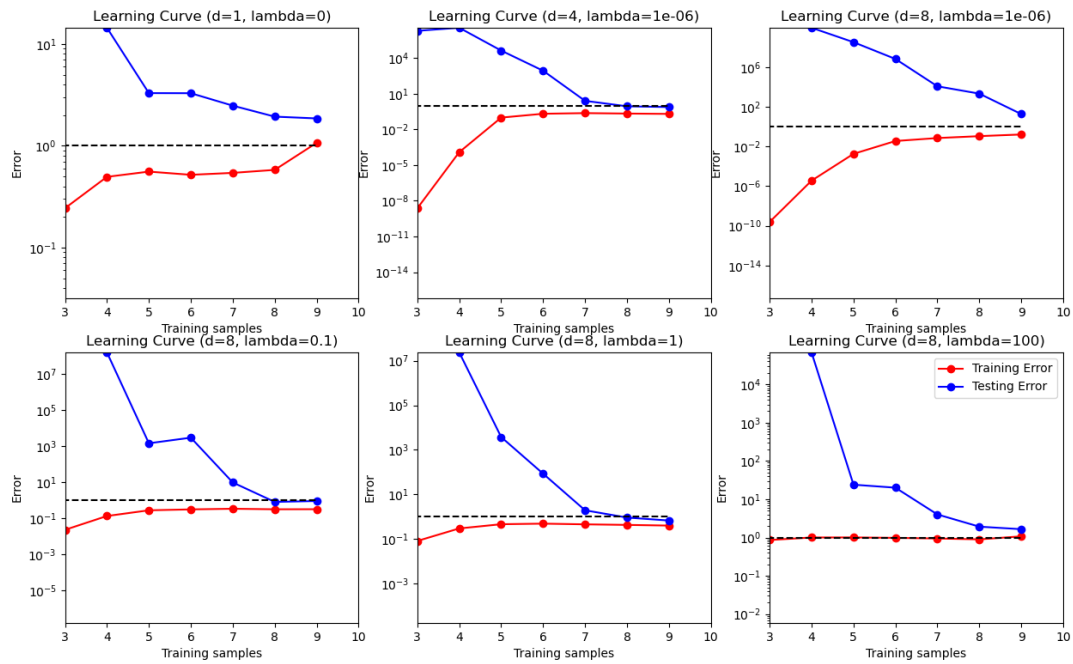 Learning Curve (d=1, lambda=0)
Error
10^1
10^0
10^-1
3 4 5 6 7 8 9 10
Training samples
Learning Curve (d=4, lambda=1e-06)
Error
10^4
10^1
10^-2
10^-5
10^-8
10^-11
10^-14
3 4 5 6 7 8 9 10
Training samples
Learning Curve (d=8, lambda=1e-06)
Error
10^6
10^2
10^-2
10^-6
10^-10
10^-14
3 4 5 6 7 8 9 10
Training samples
Learning Curve (d=8, lambda=0.1)
Error
10^7
10^5
10^3
10^1
10^-1
10^-3
10^-5
3 4 5 6 7 8 9 10
Training samples
Learning Curve (d=8, lambda=1)
Error
10^7
10^5
10^3
10^1
10^-1
10^-3
3 4 5 6 7 8 9 10
Training samples
Learning Curve (d=8, lambda=100)
Training Error
Testing Error
Error
10^4
10^3
10^2
10^1
10^0
10^-1
10^-2
3 4 5 6 7 8 9 10
Training samples